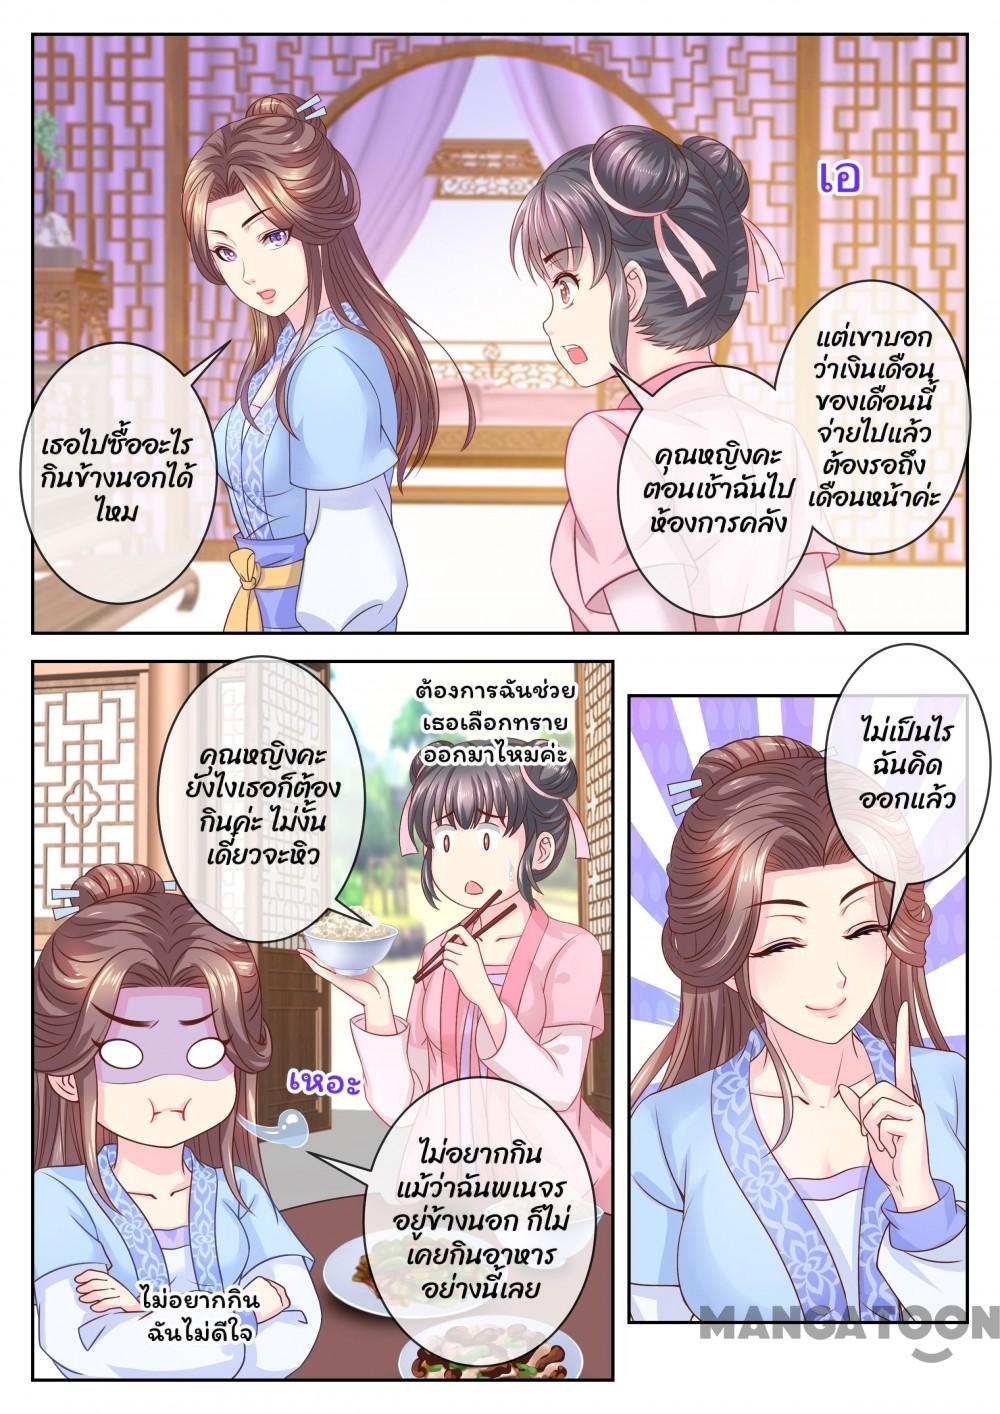 เธอไปซื้ออะไร
กินข้างนอกได้
ไหม
เอ
คุณหญิงคะ
ตอนเช้าฉันไป
ห้องการคลัง
แต่เขาบอก
ว่าเงินเดือน
ของเดือนนี้
จ่ายไปแล้ว
ต้องรอถึง
เดือนหน้าค่ะ
คุณหญิงคะ
ยังไงเธอก็ต้อง
กินค่ะ ไม่งั้น
เดี๋ยวจะหิว
ต้องการฉันช่วย
เธอเลือกทราย
ออกมาไหมค่ะ
เหอะ
ไม่อยากกิน
แม้ว่าฉันพเนจร
อยู่ข้างนอก ก็ไม่
เคยกินอาหาร
อย่างนี้เลย
ไม่อยากกิน
ฉันไม่ดีใจ
ไม่เป็นไร
ฉันคิด
ออกแล้ว
MANGATOON